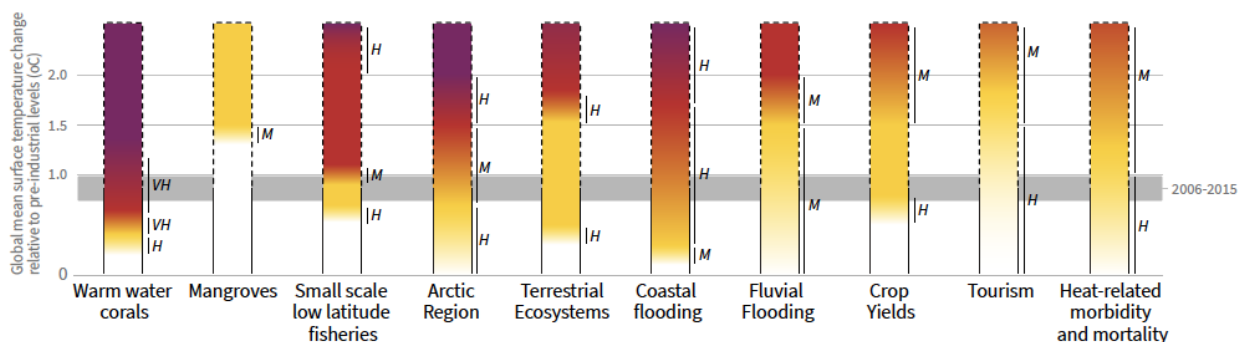 Global mean surface temperature change
relative to pre-industrial levels (oC)
2.0
1.5
1.0
0
2006-2015
VH
VH
H
M
H
M
H
H
M
H
H
H
H
H
M
M
M
M
H
M
H
M
H
Warm water
corals
Mangroves
Small scale
low latitude
fisheries
Arctic
Region
Terrestrial
Ecosystems
Coastal
flooding
Fluvial
Flooding
Crop
Yields
Tourism
Heat-related
morbidity
and mortality